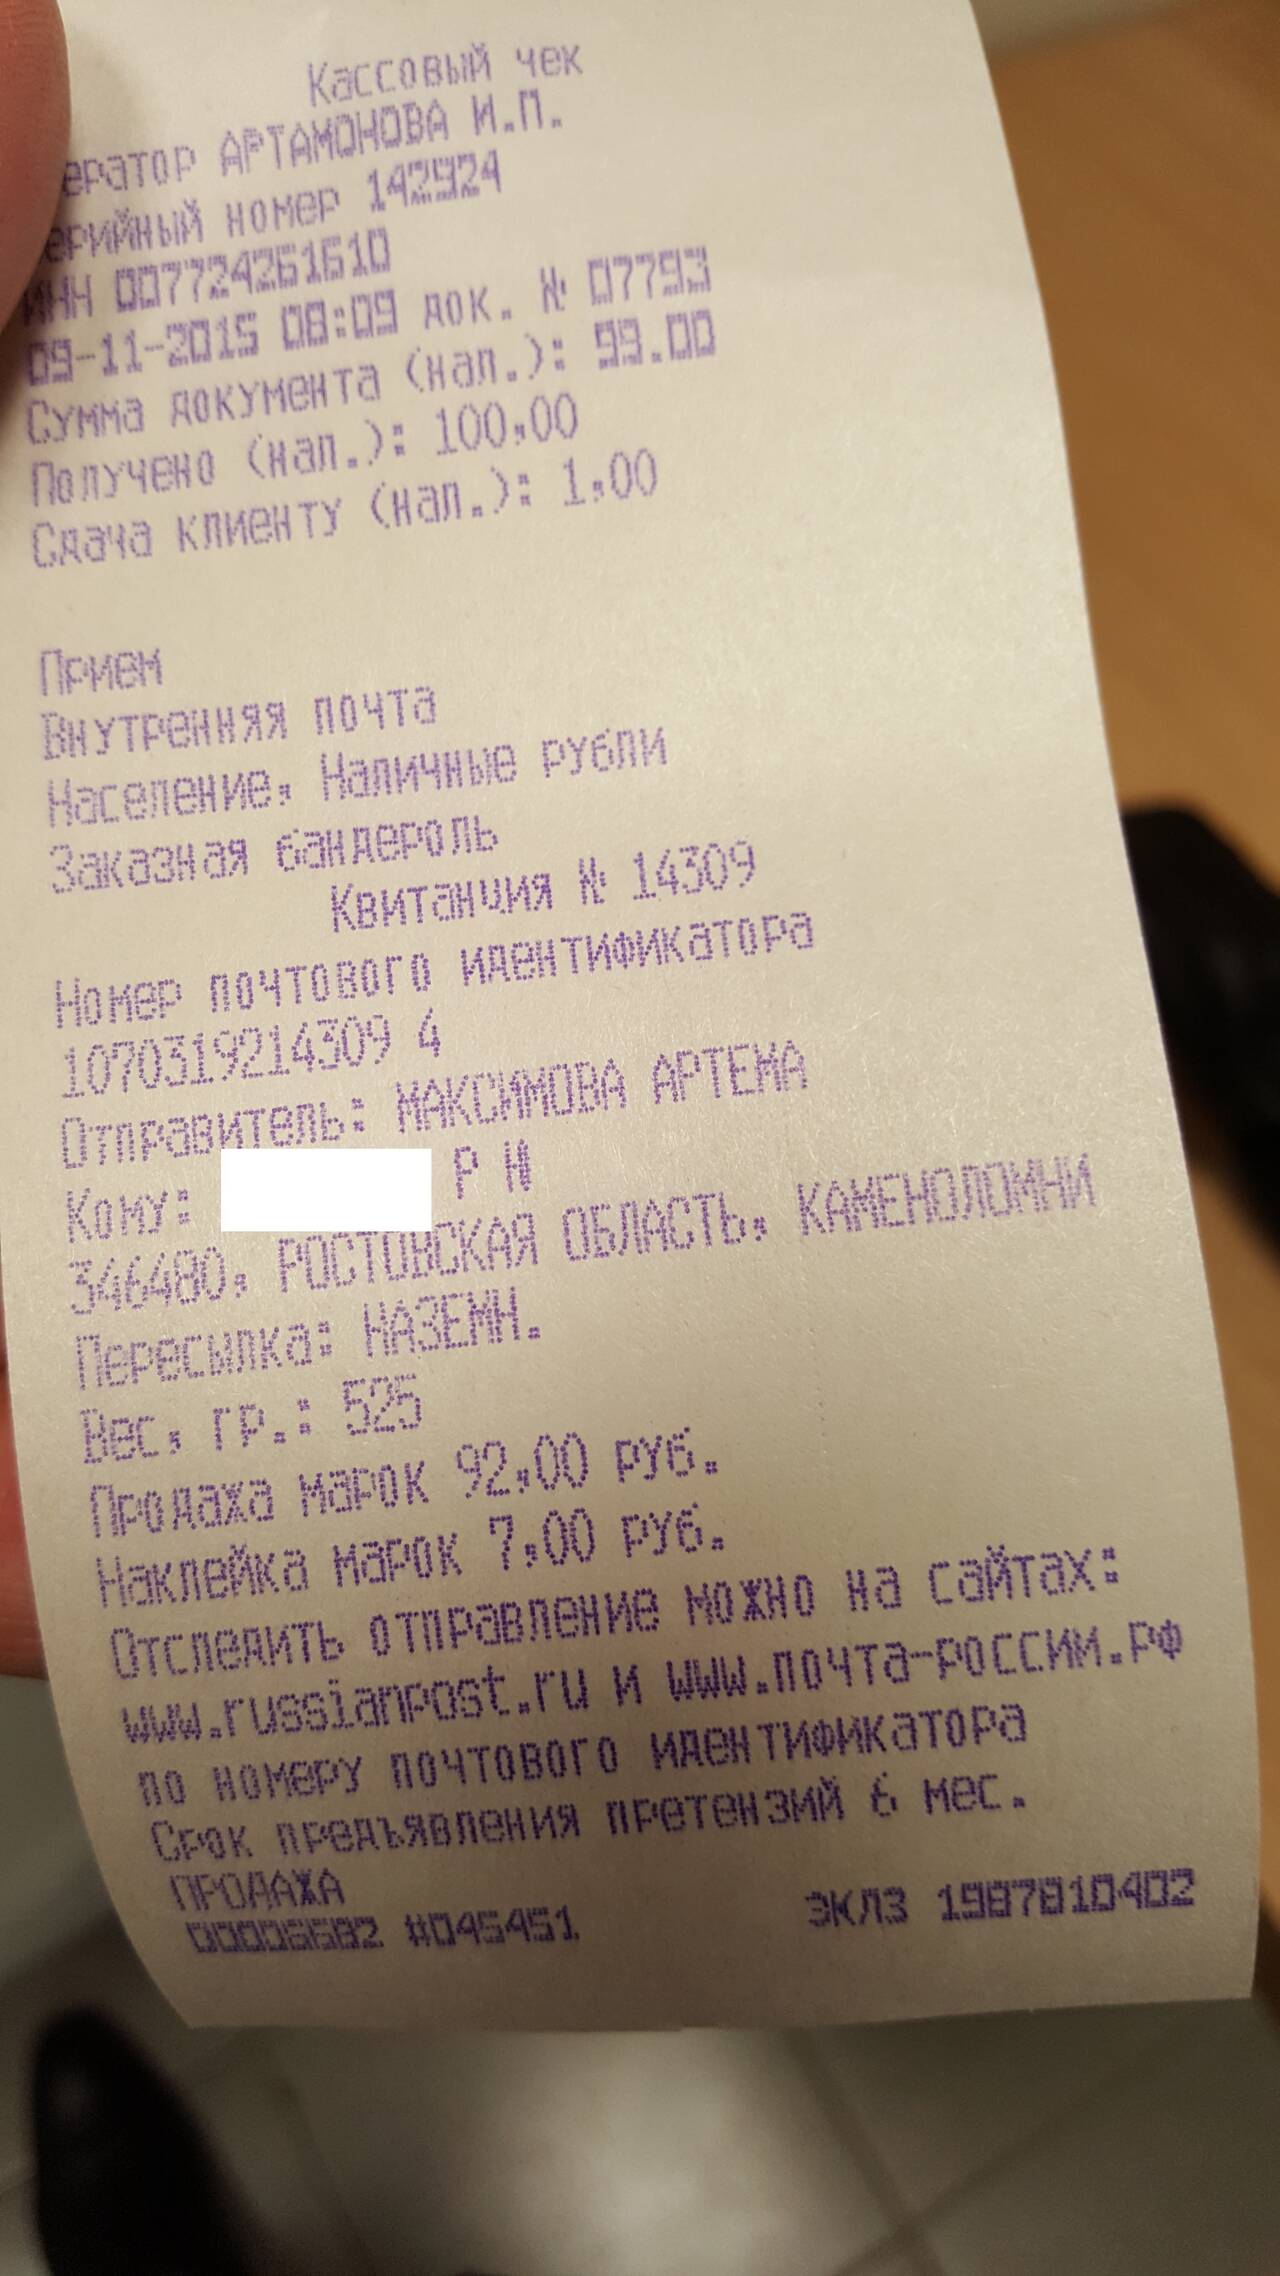 Кассовый чек
ератор АРТАМОНОВА И.П.
ерийный номер 142924
ИНН 007724261610
09-11-2015 08:09 док. № 07793
Сумма документа (нал.): 99.00
Получено (нал.): 100,00
Сдача клиенту (нал.): 1,00
Прием
Внутренняя почта
Население, Наличные рубли
Заказная бандероль
Квитанция № 14309
Номер почтового идентификатора
1070319214309 4
Отправитель: МАКСИМОВА АРТЕМА
Кому: Р Н
346480, РОСТОВСКАЯ ОБЛАСТЬ, КАМЕНОЛОМНИ
Пересылка: НАЗЕМН.
Вес, гр.: 525
Продажа марок 92,00 руб.
Наклейка марок 7,00 руб.
Отследить отправление можно на сайтах:
www.russianpost.ru и www.почта-россии.рф
по номеру почтового идентификатора
Срок предъявления претензий 6 мес.
ПРОДАЖА
00006682 #045451 ЭКЛЗ 1987810402